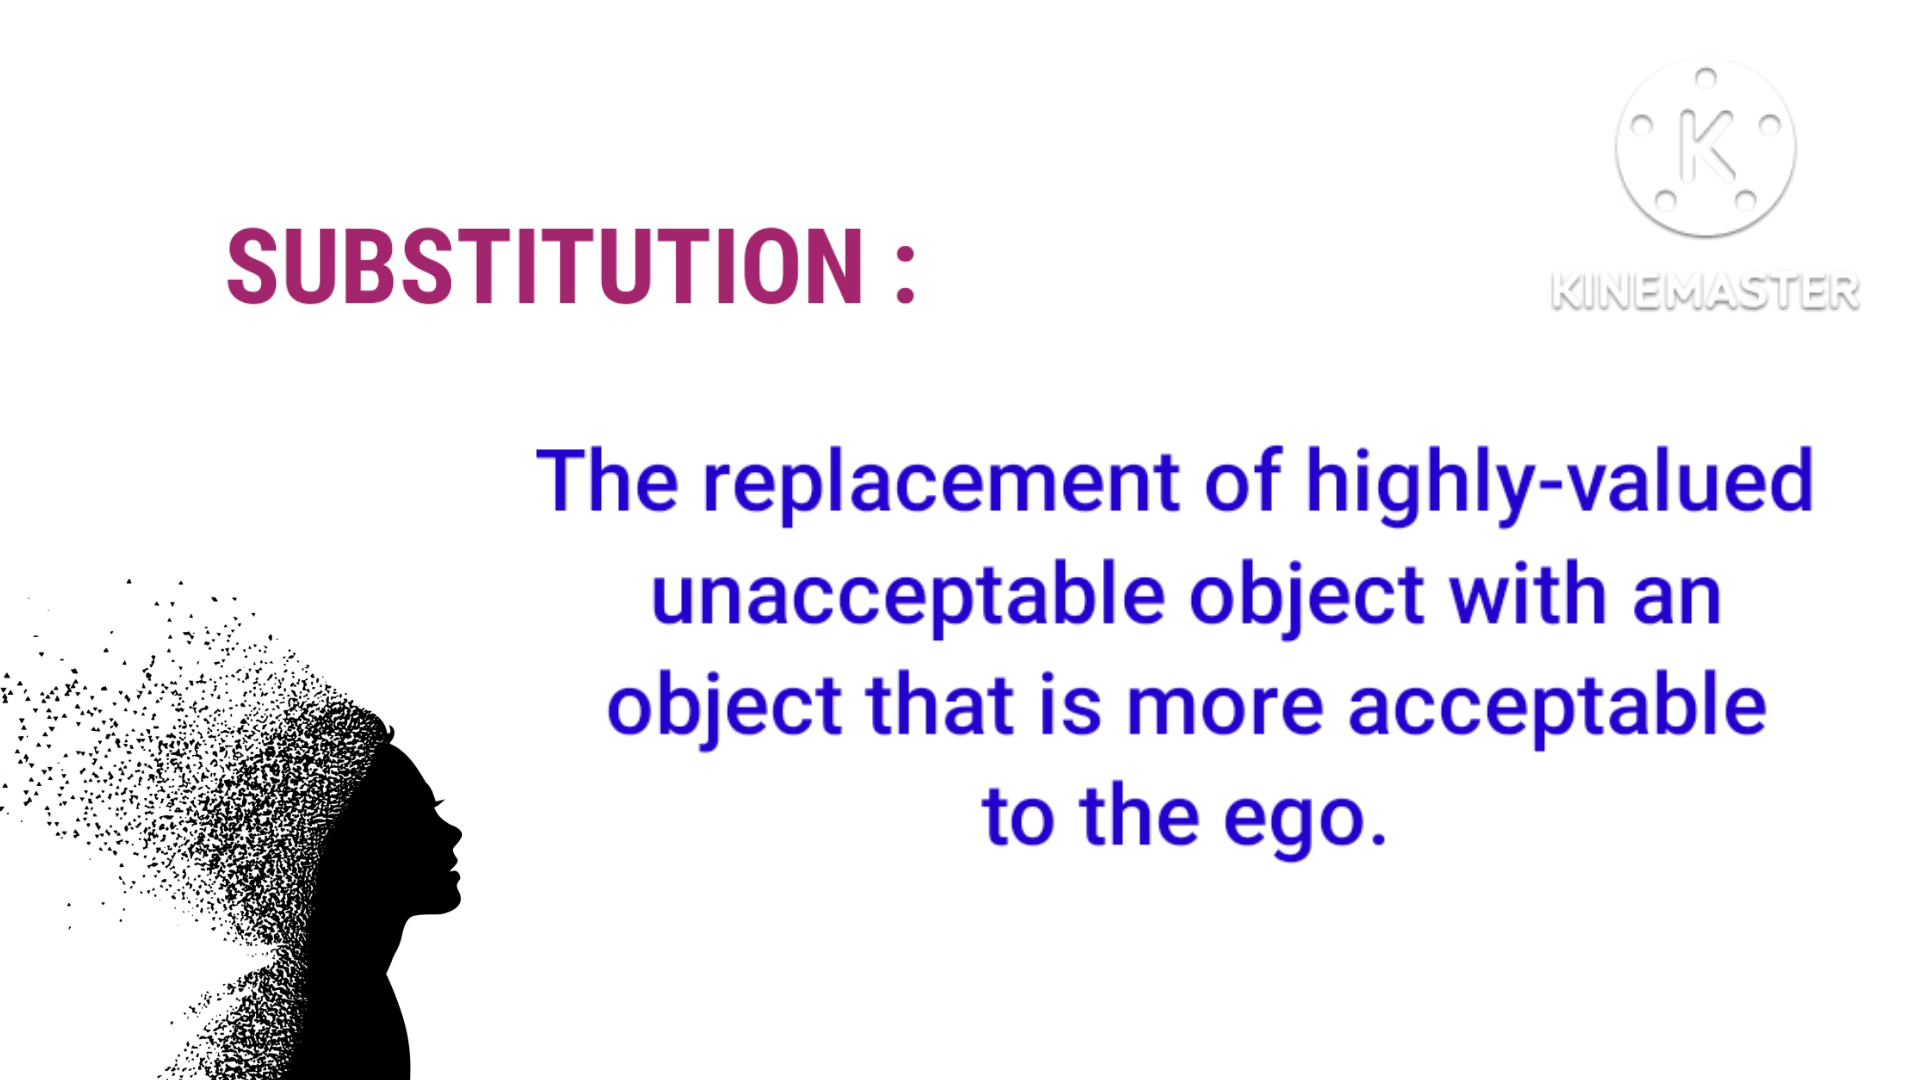 K
KINEMASTER
SUBSTITUTION :
The replacement of highly-valued
unacceptable object with an
object that is more acceptable
to the ego.